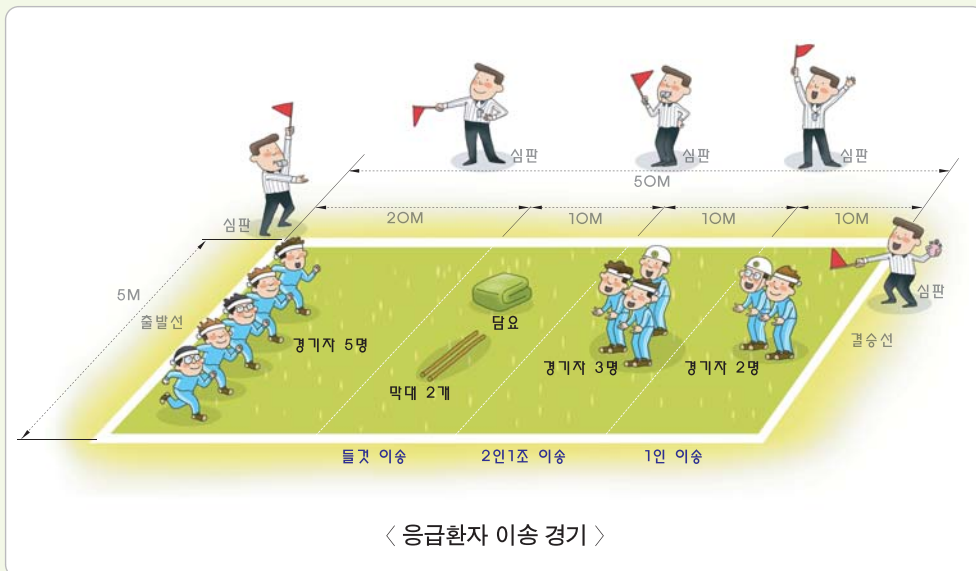 심판
심판
심판
50M
심판
20M
10M
10M
10M
5M
심판
출발선
담요
결승선
경기자 5명
경기자 3명
경기자 2명
막대 2개
들것 이송
2인1조 이송
1인 이송
〈 응급환자 이송 경기 〉